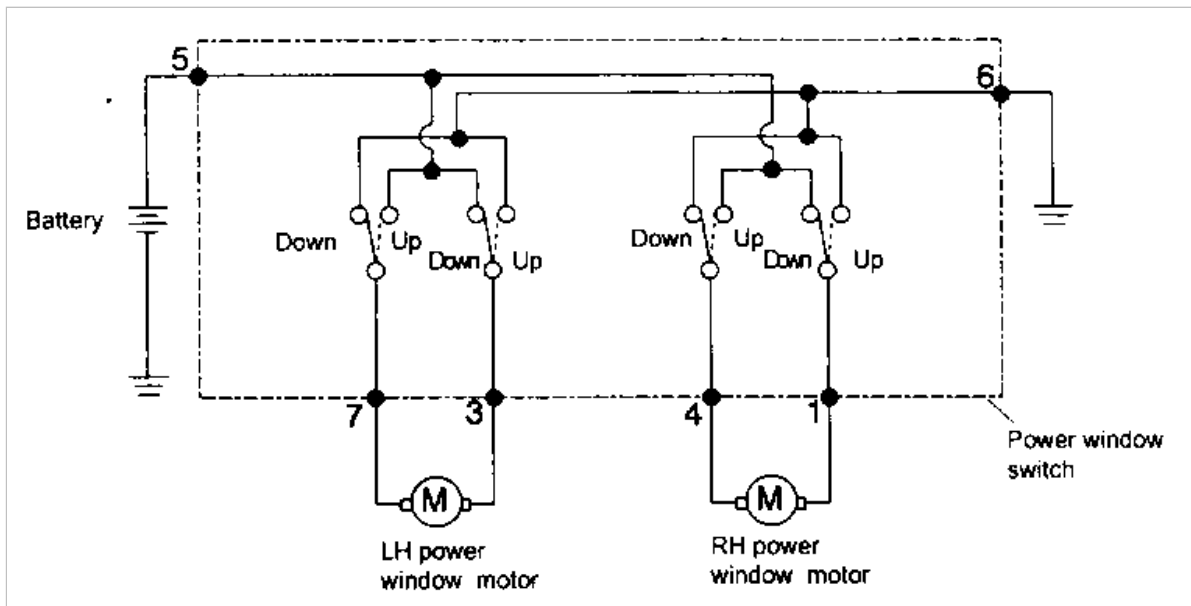 5
6
Battery
Down
Up
Down
Up
Down
Up
Down
Up
7
3
4
1
Power window
switch
M
M
LH power
window motor
RH power
window motor